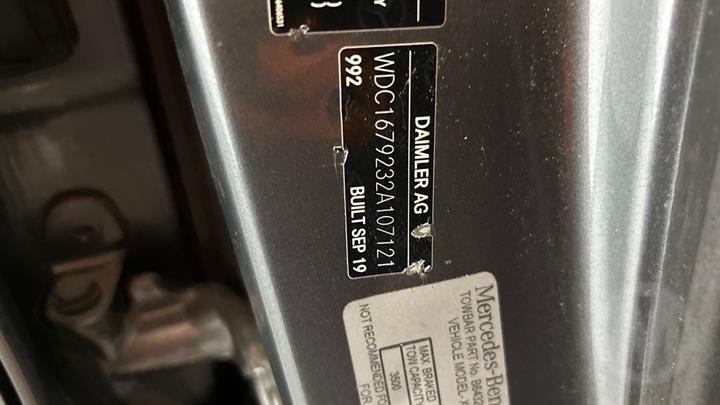 DAIMLER AG
WDC1679232A107121
992
BUILT SEP 19
Mercedes-Ben
TOWBAR PART No. B6402
VEHICLE MODEL-X
MAX. BRAKED
TOW CAPACITY
3500
NOT RECOMMENDED F
FOR